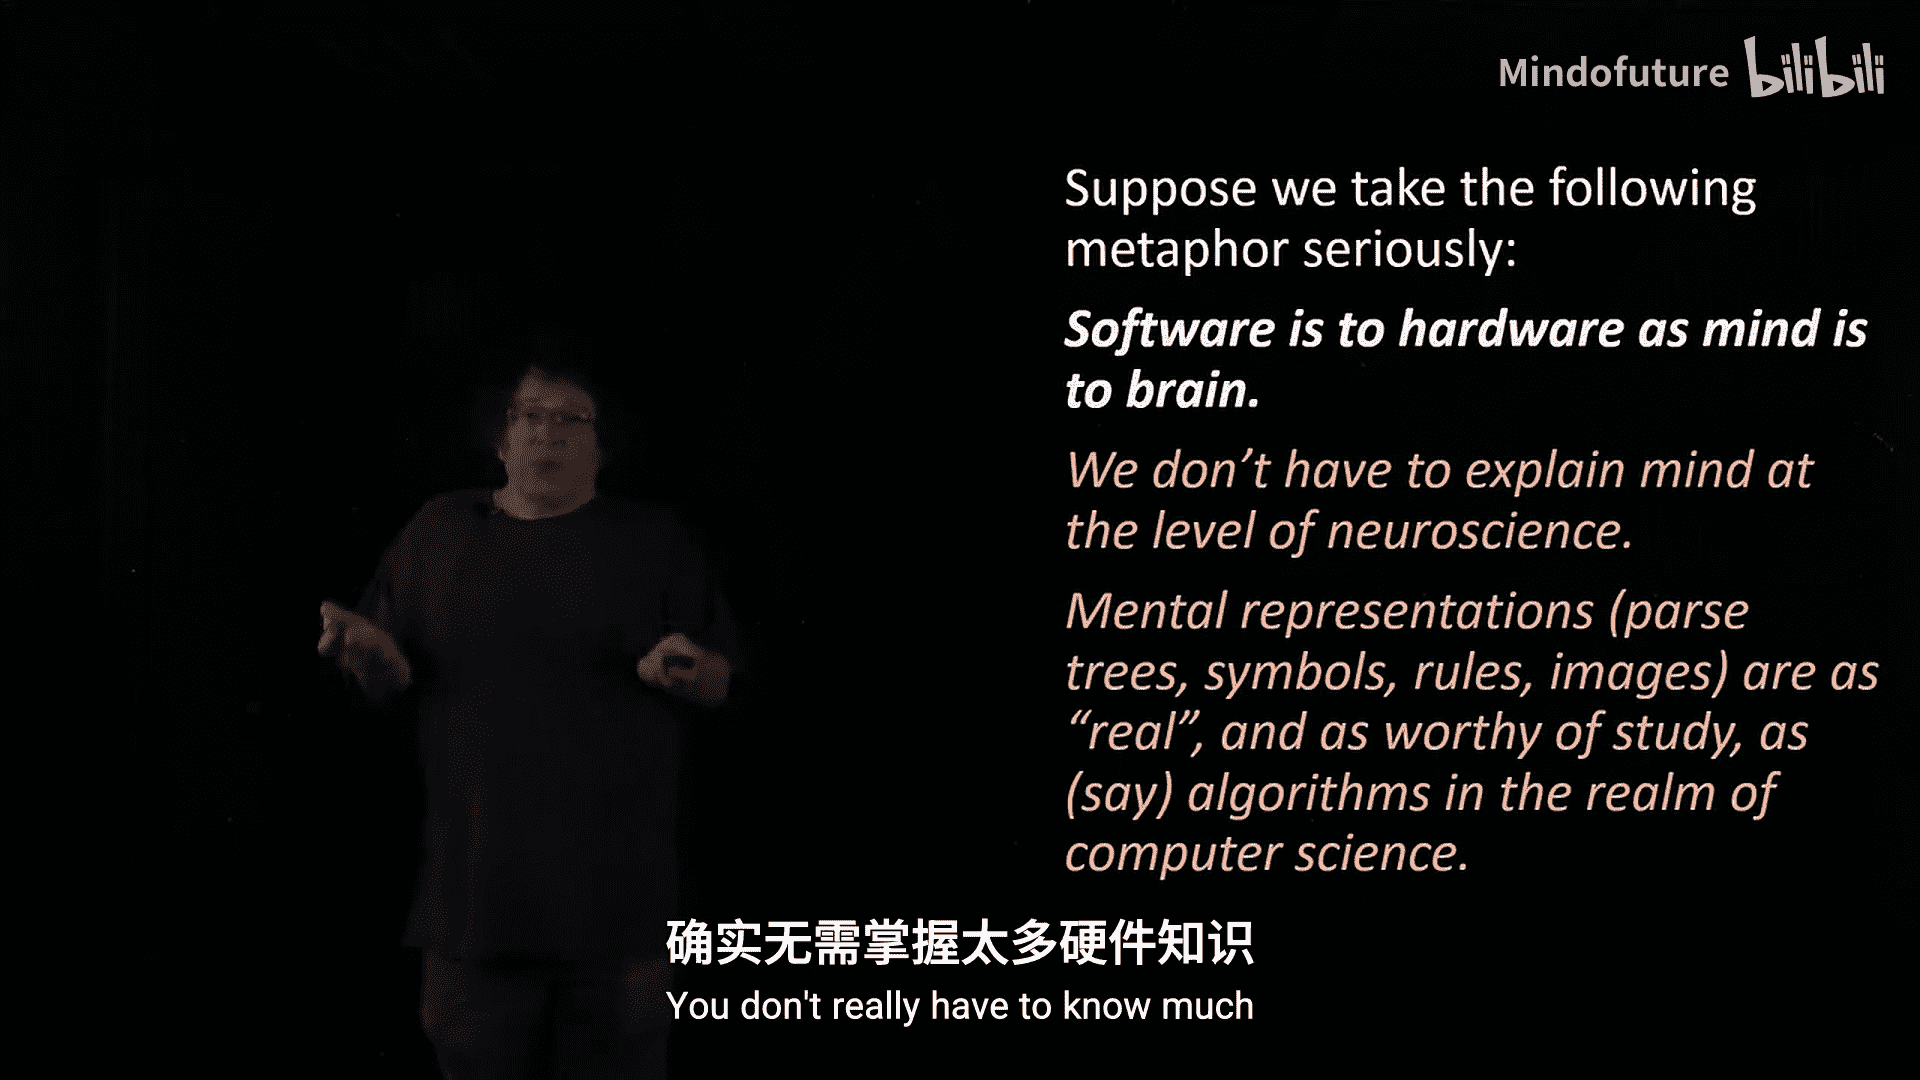 Mindofuture bilibili
Suppose we take the following
metaphor seriously:
Software is to hardware as mind is
to brain.
We don’t have to explain mind at
the level of neuroscience.
Mental representations (parse
trees, symbols, rules, images) are as
“real”, and as worthy of study, as
(say) algorithms in the realm of
computer science.
确实无需掌握太多硬件知识
You don't really have to know much